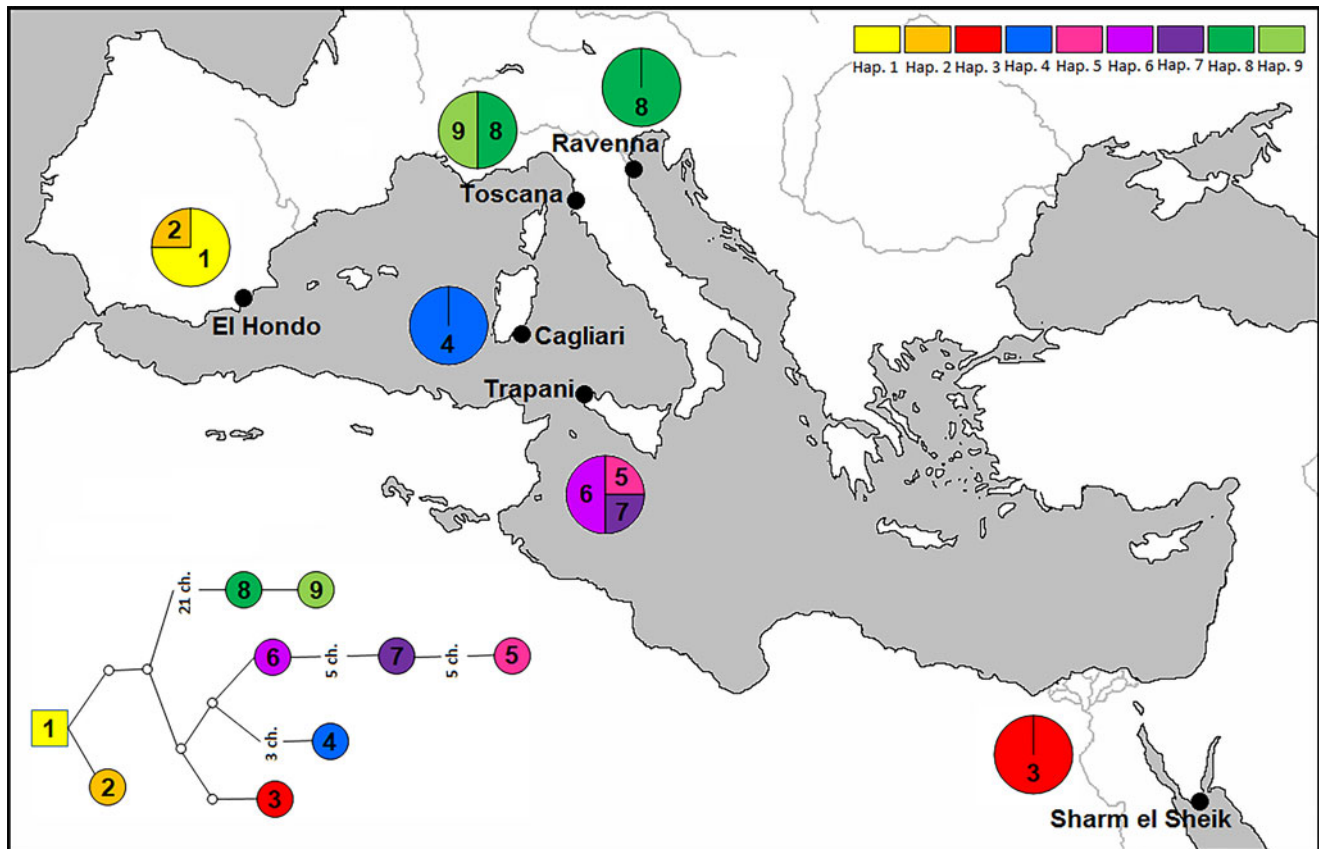 Hap. 1 Hap. 2 Hap. 3 Hap. 4 Hap. 5 Hap. 6 Hap. 7 Hap. 8 Hap. 9
8
9 8
Ravenna
Toscana
2
1
El Hondo
4
Cagliari
Trapani
6 5
7
21 ch.
8 9
6
5 ch.
7
5 ch.
5
1
3 ch.
4
2
3
3
Sharm el Sheik